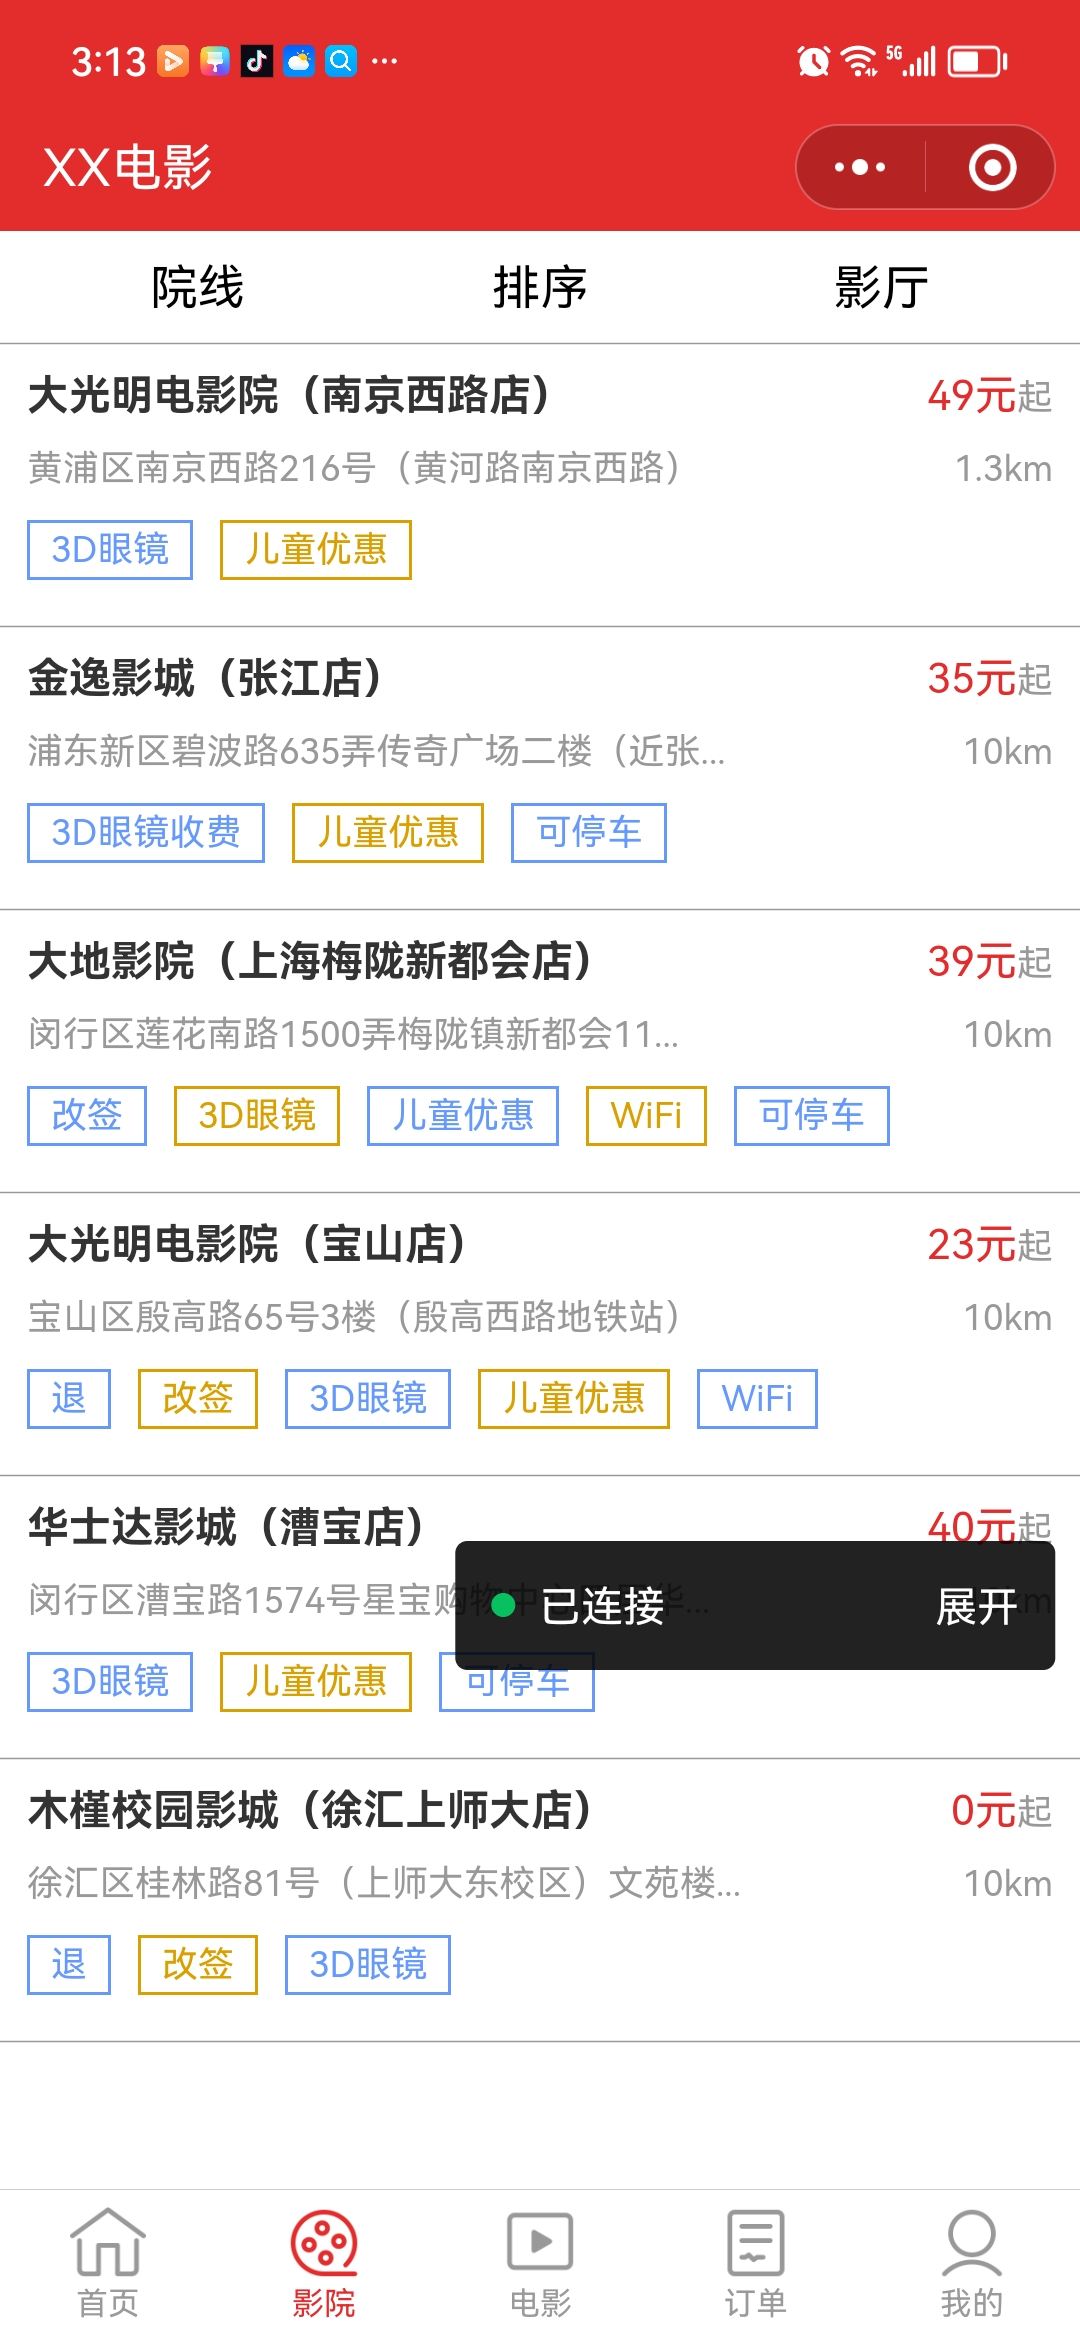 3:13 5G
XX电影
院线 排序 影厅
大光明电影院（南京西路店） 49元起
黄浦区南京西路216号（黄河路南京西路） 1.3km
3D眼镜 儿童优惠
金逸影城（张江店） 35元起
浦东新区碧波路635弄传奇广场二楼（近张... 10km
3D眼镜收费 儿童优惠 可停车
大地影院（上海梅陇新都会店） 39元起
闵行区莲花南路1500弄梅陇镇新都会11... 10km
改签 3D眼镜 儿童优惠 WiFi 可停车
大光明电影院（宝山店） 23元起
宝山区殷高路65号3楼（殷高西路地铁站） 10km
退 改签 3D眼镜 儿童优惠 WiFi
华士达影城（漕宝店） 40元起
闵行区漕宝路1574号星宝购物中心
已连接 展开
3D眼镜 儿童优惠 可停车
木槿校园影城（徐汇上师大店） 0元起
徐汇区桂林路81号（上师大东校区）文苑楼... 10km
退 改签 3D眼镜
首页 影院 电影 订单 我的